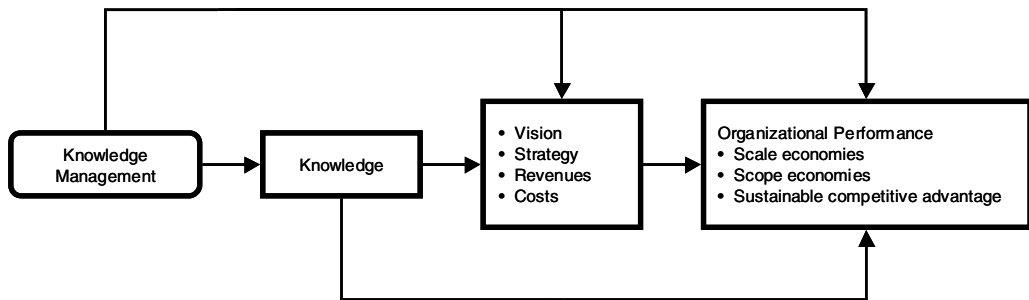 Knowledge
Management
Knowledge
• Vision
• Strategy
• Revenues
• Costs
Organizational Performance
• Scale economies
• Scope economies
• Sustainable competitive advantage